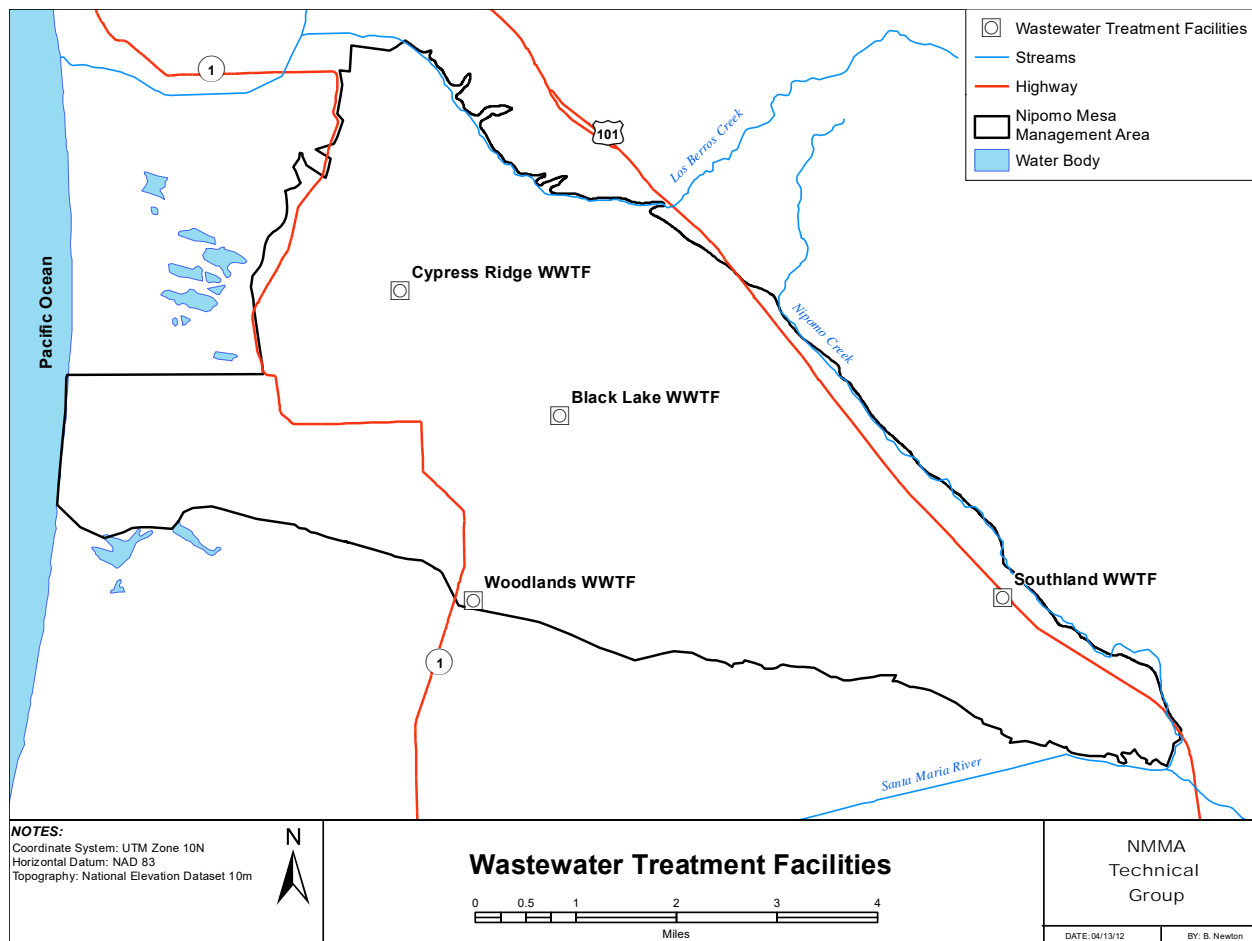 Wastewater Treatment Facilities
Streams
Highway
Nipomo Mesa
Management Area
Water Body
1
101
Los Berros Creek
Pacific Ocean
Cypress Ridge WWTF
Nipomo Creek
Black Lake WWTF
Woodlands WWTF
Southland WWTF
1
Santa Maria River
NOTES:
Coordinate System: UTM Zone 10N
Horizontal Datum: NAD 83
Topography: National Elevation Dataset 10m
N
Wastewater Treatment Facilities
0 0.5 1 2 3 4
Miles
NMMA
Technical
Group
DATE: 04/13/12 BY: B. Newton